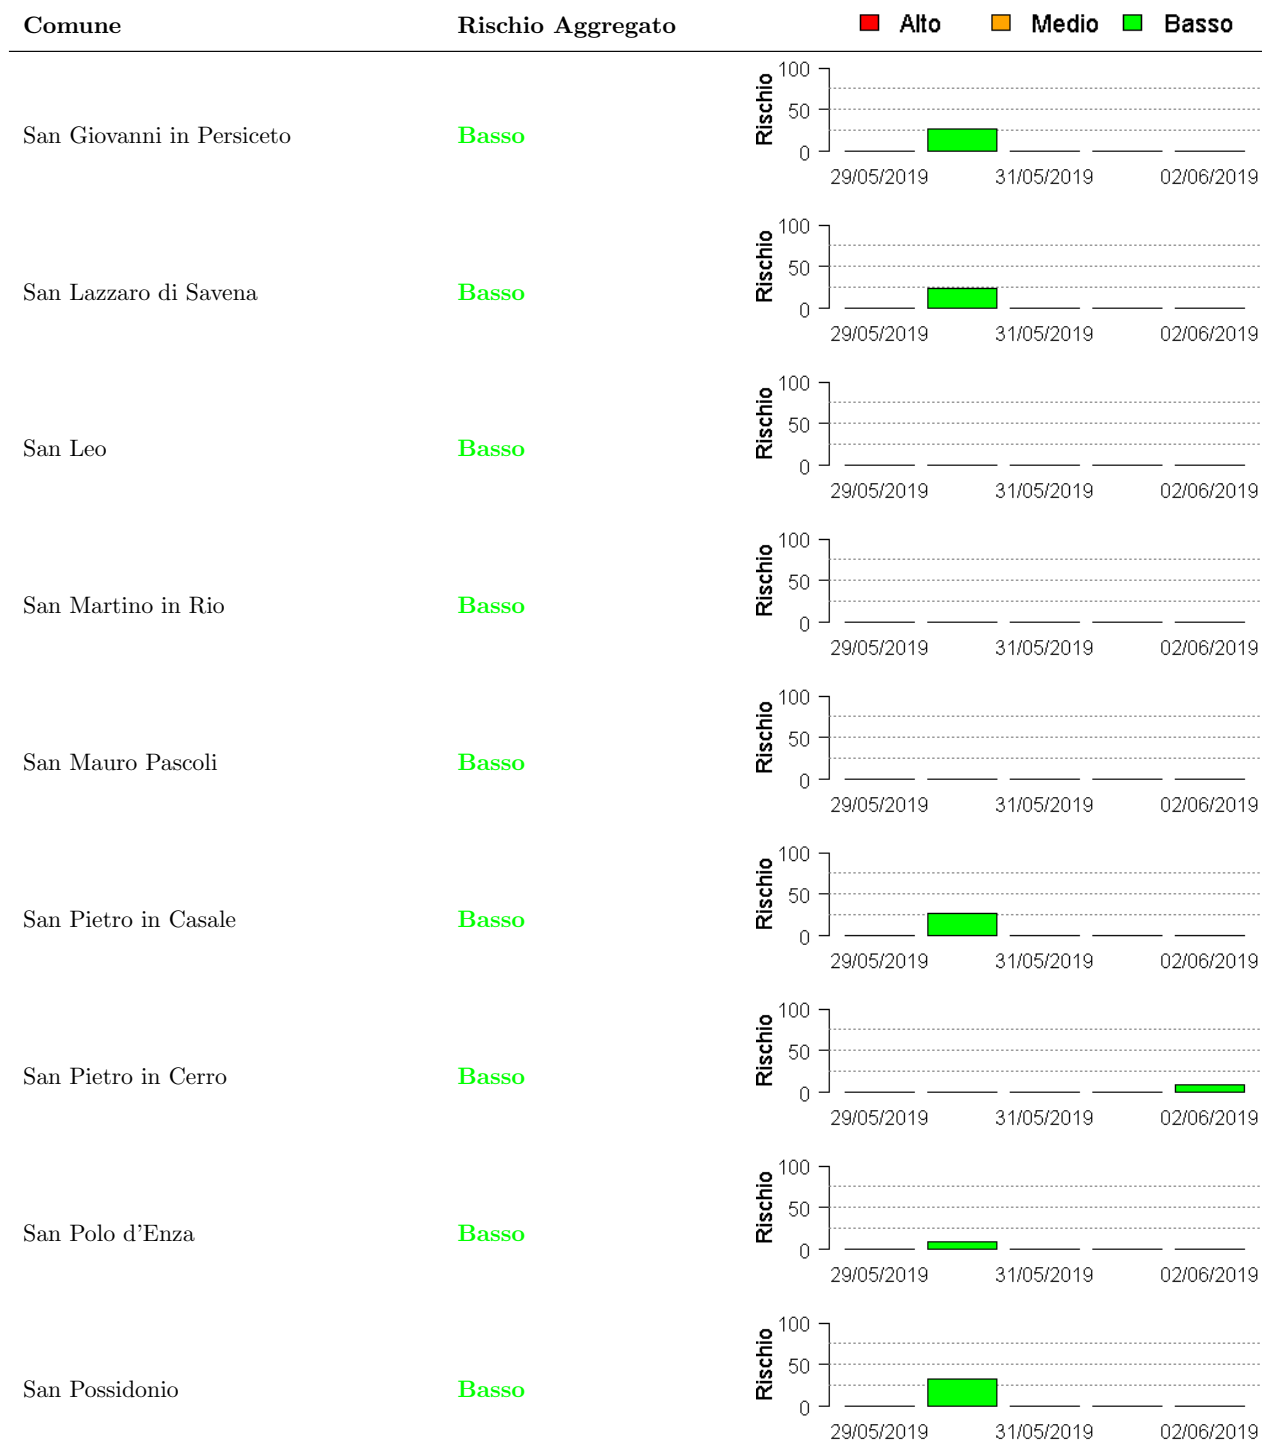 Comune Rischio Aggregato Alto Medio Basso
San Giovanni in Persiceto Basso Rischio 100 50 0
29/05/2019 31/05/2019 02/06/2019
San Lazzaro di Savena Basso Rischio 100 50 0
29/05/2019 31/05/2019 02/06/2019
San Leo Basso Rischio 100 50 0
29/05/2019 31/05/2019 02/06/2019
San Martino in Rio Basso Rischio 100 50 0
29/05/2019 31/05/2019 02/06/2019
San Mauro Pascoli Basso Rischio 100 50 0
29/05/2019 31/05/2019 02/06/2019
San Pietro in Casale Basso Rischio 100 50 0
29/05/2019 31/05/2019 02/06/2019
San Pietro in Cerro Basso Rischio 100 50 0
29/05/2019 31/05/2019 02/06/2019
San Polo d'Enza Basso Rischio 100 50 0
29/05/2019 31/05/2019 02/06/2019
San Possidonio Basso Rischio 100 50 0
29/05/2019 31/05/2019 02/06/2019